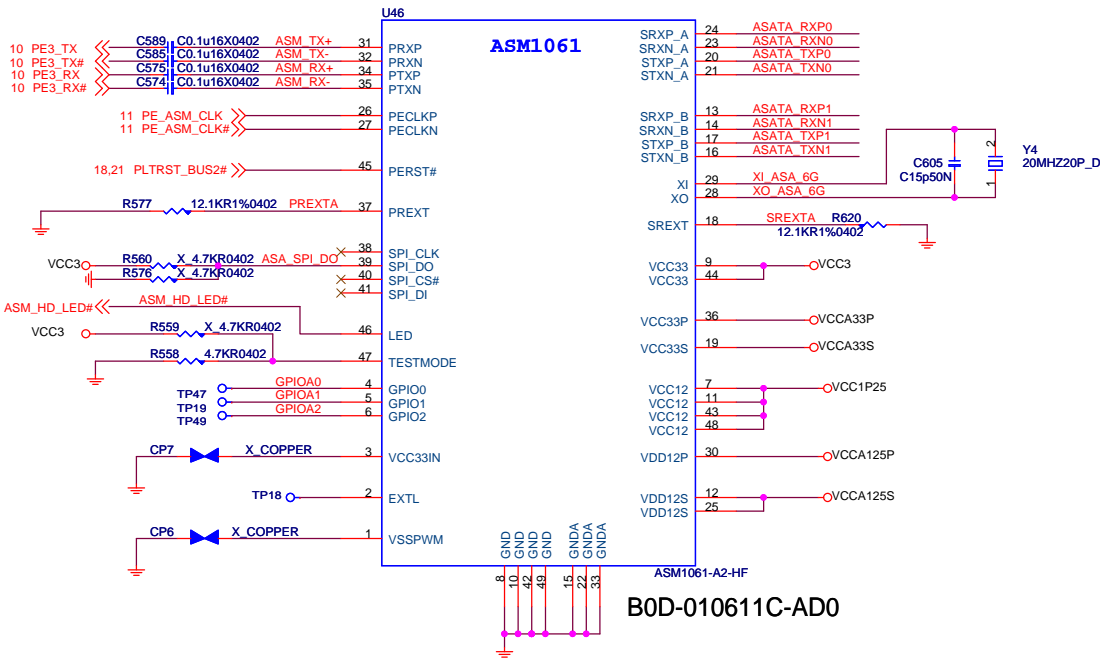 U46
ASM1061
10 PE3_TX C589 C0.1u16X0402 ASM_TX+ 31 PRXP
10 PE3_TX# C585 C0.1u16X0402 ASM_TX- 32 PRXN
10 PE3_RX C575 C0.1u16X0402 ASM_RX+ 34 PTXP
10 PE3_RX# C574 C0.1u16X0402 ASM_RX- 35 PTXN
11 PE_ASM_CLK 26 PECLKP
11 PE_ASM_CLK# 27 PECLKN
18,21 PLTRST_BUS2# 45 PERST#
R577 12.1KR1%0402 PREXTA 37 PREXT
38 SPI_CLK
VCC3 R560 X_4.7KR0402 ASA_SPI_DO 39 SPI_DO
R576 X_4.7KR0402 40 SPI_CS#
41 SPI_DI
ASM_HD_LED# ASM_HD_LED# 46 LED
VCC3 R559 X_4.7KR0402
R558 4.7KR0402 47 TESTMODE
TP47 GPIOA0 4 GPIO0
TP19 GPIOA1 5 GPIO1
TP49 GPIOA2 6 GPIO2
CP7 X_COPPER 3 VCC33IN
TP18 2 EXTL
CP6 X_COPPER 1 VSSPWM
SRXP_A 24 ASATA_RXP0
SRXN_A 23 ASATA_RXN0
STXP_A 20 ASATA_TXP0
STXN_A 21 ASATA_TXN0
SRXP_B 13 ASATA_RXP1
SRXN_B 14 ASATA_RXN1
STXP_B 17 ASATA_TXP1
STXN_B 16 ASATA_TXN1
XI 29 XI_ASA_6G
XO 28 XO_ASA_6G
C605
C15p50N
2
1
Y4
20MHZ20P_D
SREXT 18 SREXTA R620
12.1KR1%0402
VCC33 9 VCC3
VCC33 44
VCC33P 36 VCCA33P
VCC33S 19 VCCA33S
VCC12 7 VCC1P25
VCC12 11
VCC12 43
VCC12 48
VDD12P 30 VCCA125P
VDD12S 12 VCCA125S
VDD12S 25
GND GND GND GND GNDA GNDA GNDA
8 10 42 49 15 22 33
ASM1061-A2-HF
B0D-010611C-AD0